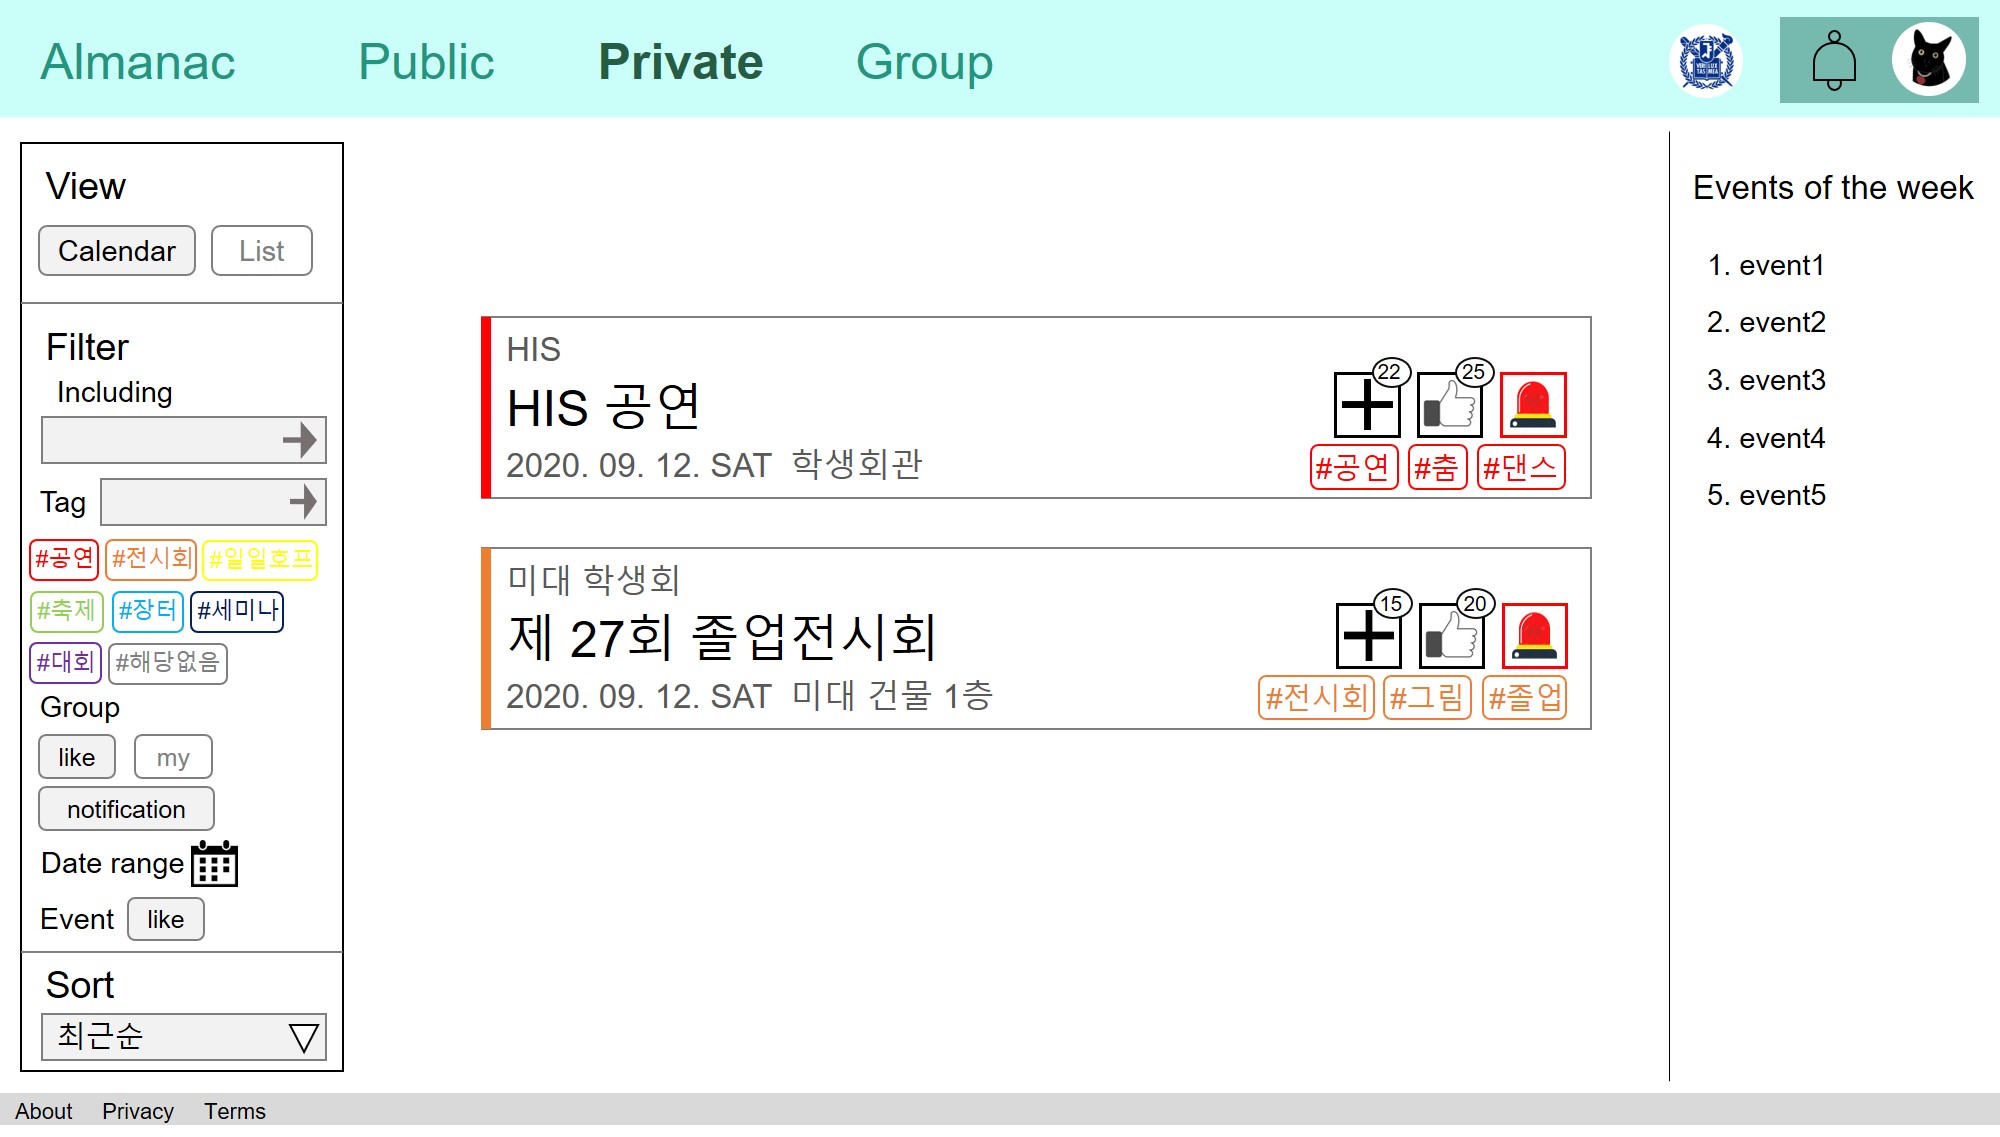 Almanac Public Private Group
View
Calendar List
Filter
Including
Tag
#공연 #전시회 #일일호프
#축제 #장터 #세미나
#대회 #해당없음
Group
like my
notification
Date range
Event like
Sort
최근순
HIS
HIS 공연
2020. 09. 12. SAT 학생회관
22 25
#공연 #춤 #댄스
미대 학생회
제 27회 졸업전시회
2020. 09. 12. SAT 미대 건물 1층
15 20
#전시회 #그림 #졸업
Events of the week
1. event1
2. event2
3. event3
4. event4
5. event5
About Privacy Terms